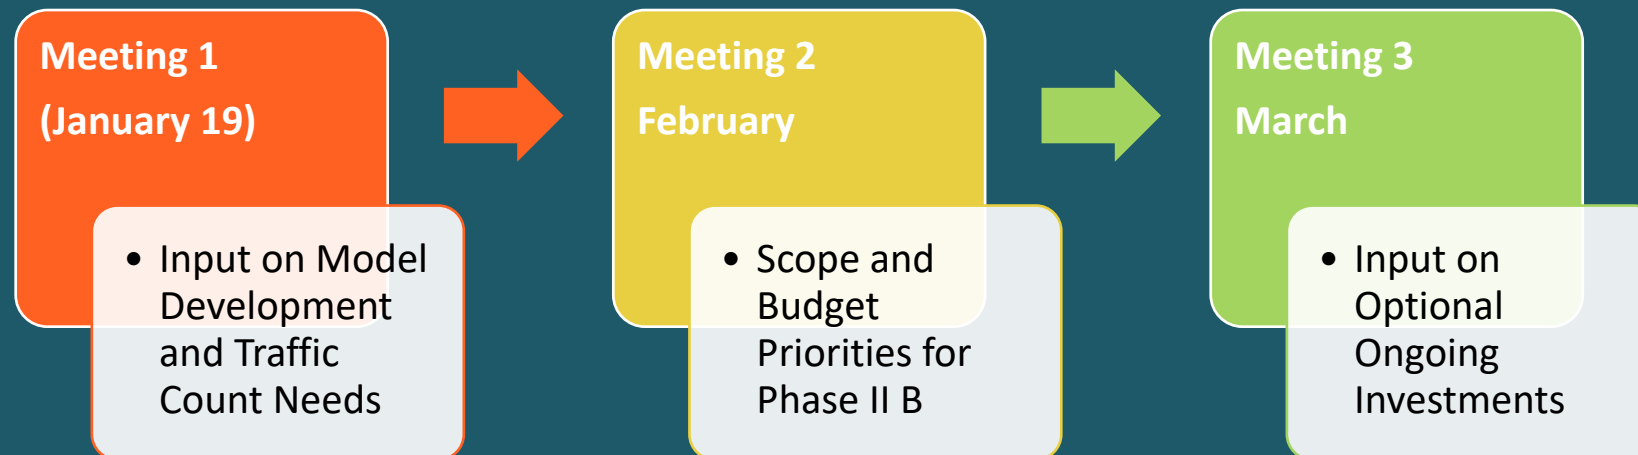 Meeting 1
(January 19)
• Input on Model
Development
and Traffic
Count Needs
Meeting 2
February
• Scope and
Budget
Priorities for
Phase II B
Meeting 3
March
• Input on
Optional
Ongoing
Investments